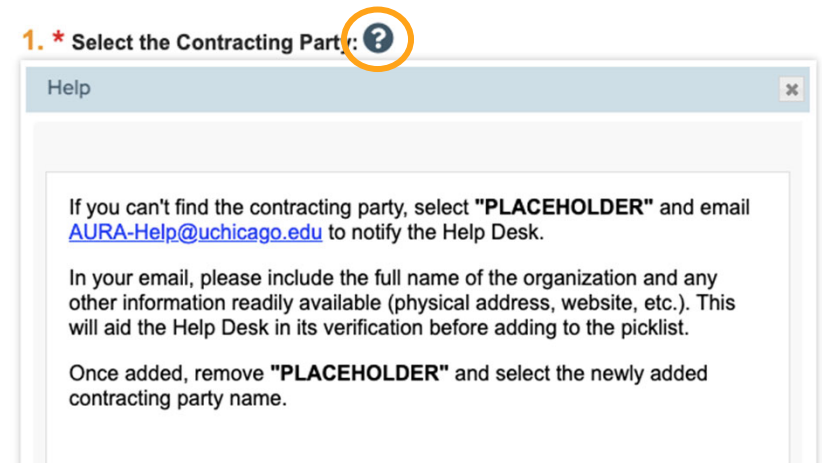 1. * Select the Contracting Party: ?
Help
If you can't find the contracting party, select "PLACEHOLDER" and email
AURA-Help@uchicago.edu to notify the Help Desk.
In your email, please include the full name of the organization and any
other information readily available (physical address, website, etc.). This
will aid the Help Desk in its verification before adding to the picklist.
Once added, remove "PLACEHOLDER" and select the newly added
contracting party name.